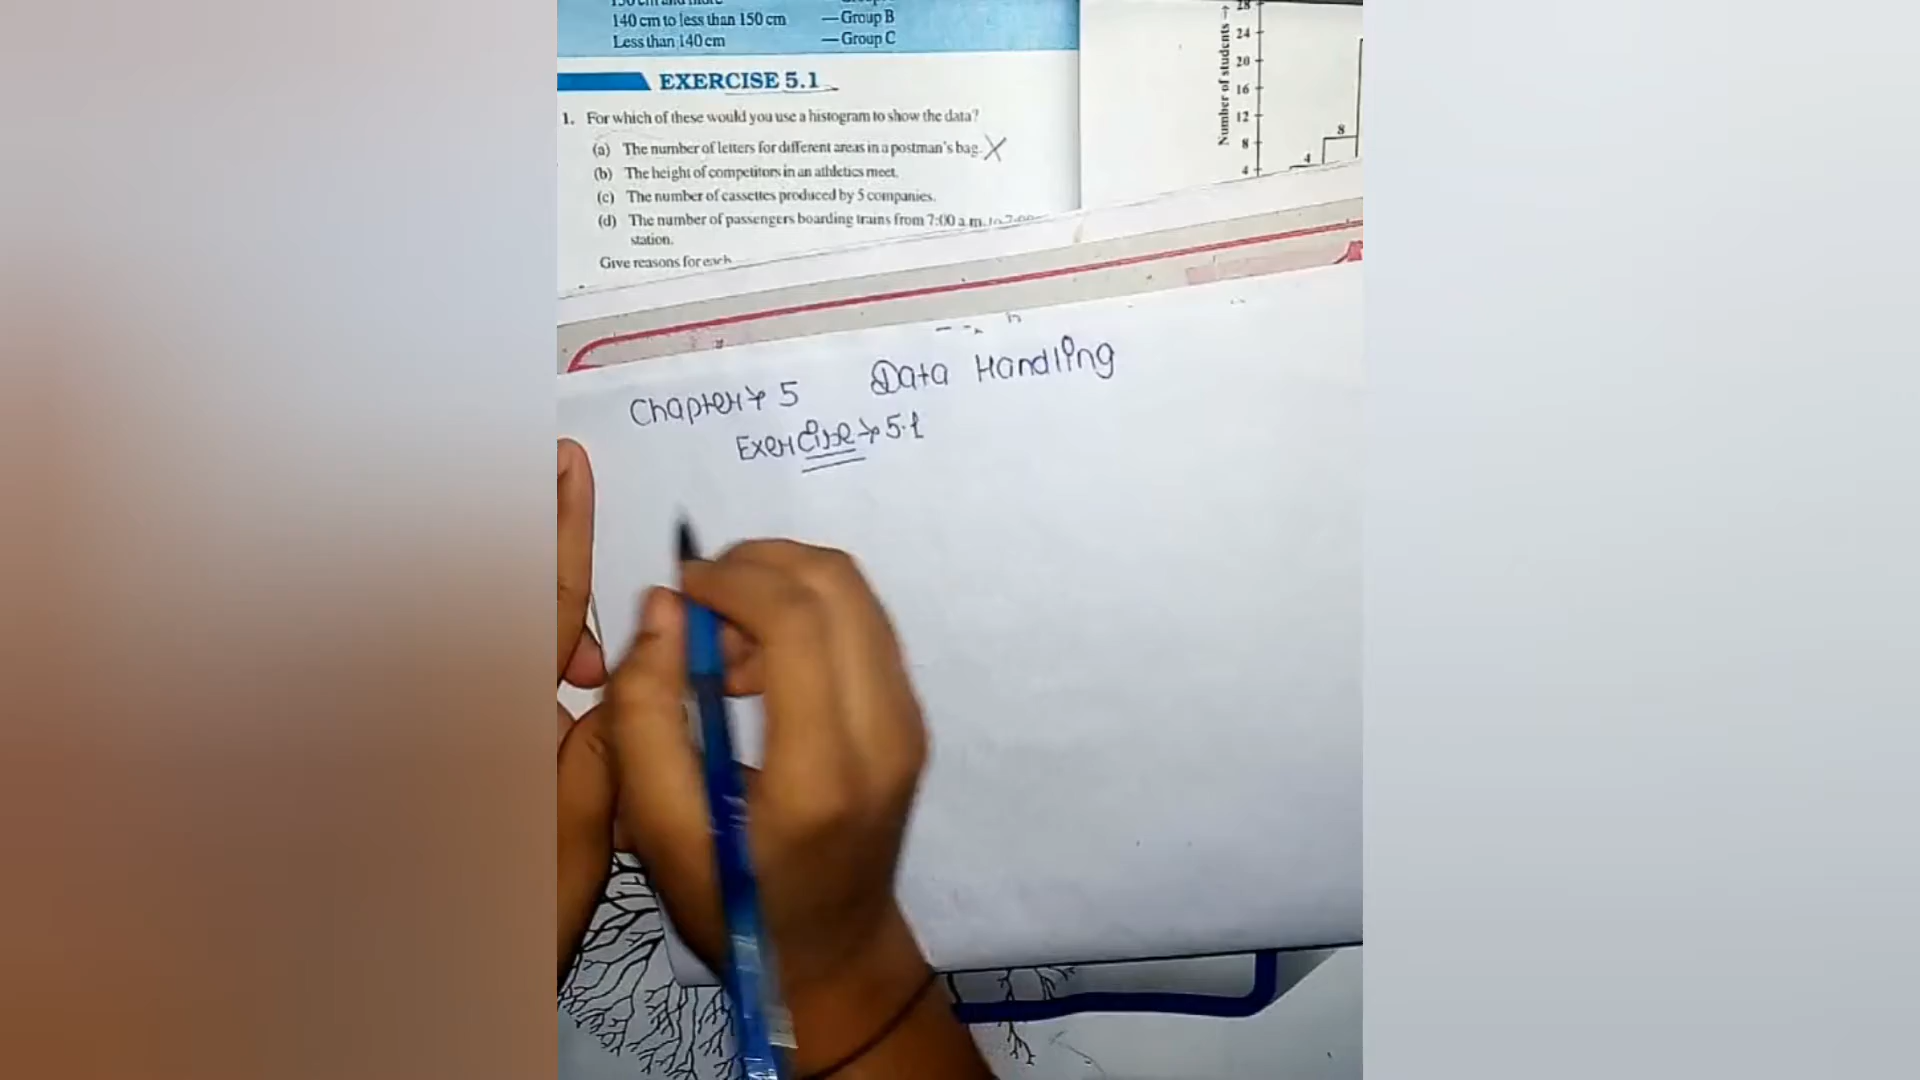 140 cm to less than 150 cm — Group B
Less than 140 cm — Group C
EXERCISE 5.1
1. For which of these would you use a histogram to show the data?
(a) The number of letters for different areas in a postman's bag. X
(b) The height of competitors in an athletics meet.
(c) The number of cassettes produced by 5 companies.
(d) The number of passengers boarding trains from 7:00 a.m. to 7:00
station.
Give reasons for each
Number of students →
28
24
20
16
12
8
4
8
4
Chapter → 5 Data Handling
Exercise → 5.1